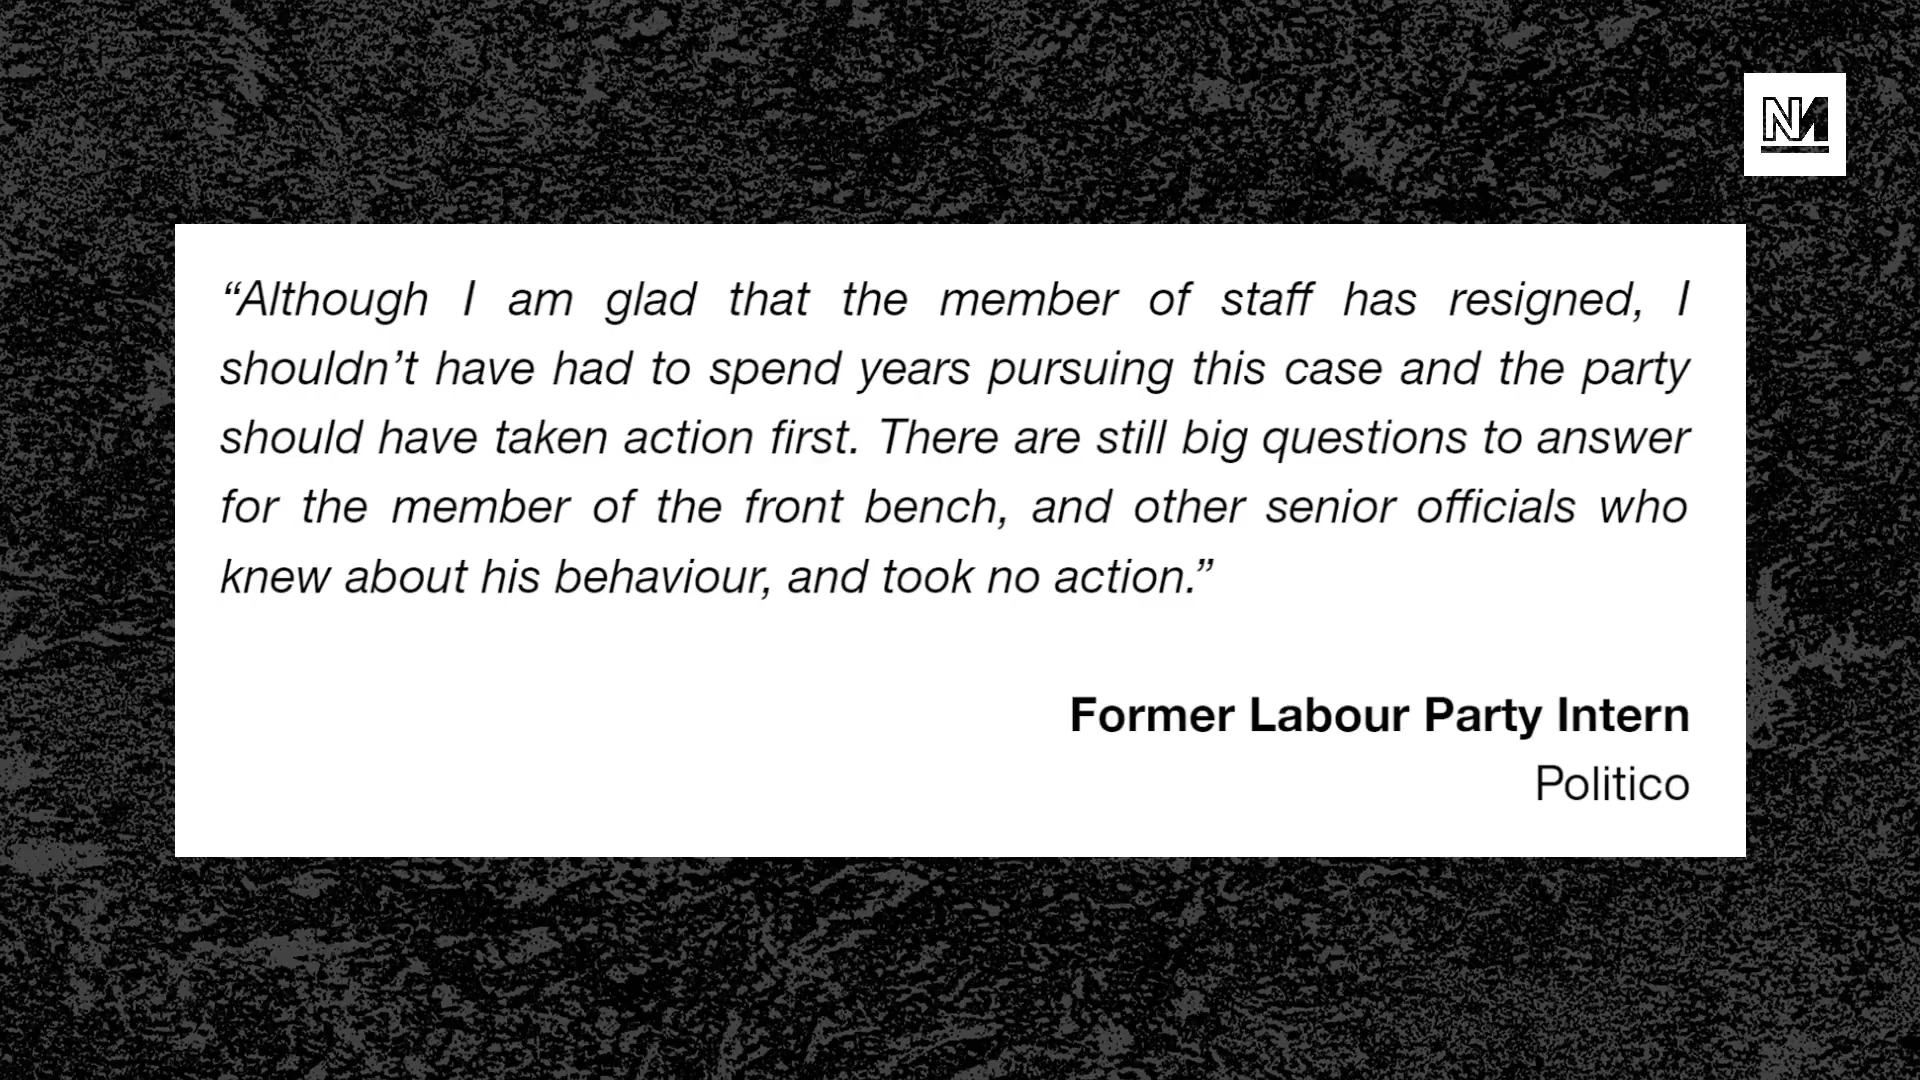 NM
“Although I am glad that the member of staff has resigned, I
shouldn’t have had to spend years pursuing this case and the party
should have taken action first. There are still big questions to answer
for the member of the front bench, and other senior officials who
knew about his behaviour, and took no action.”
Former Labour Party Intern
Politico